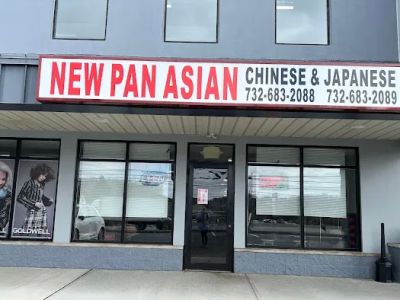 NEW PAN ASIAN
CHINESE & JAPANESE
732-683-2088 732-683-2089
GOLDWELL